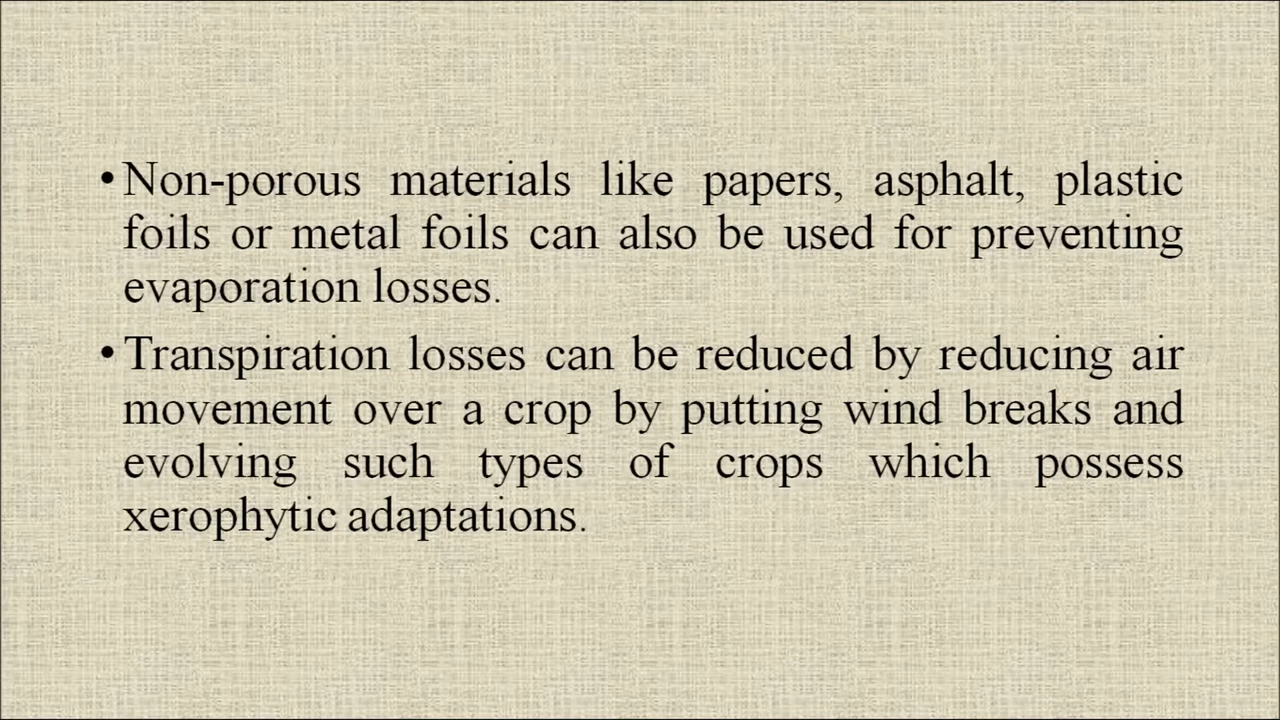 •Non-porous materials like papers, asphalt, plastic
foils or metal foils can also be used for preventing
evaporation losses.
•Transpiration losses can be reduced by reducing air
movement over a crop by putting wind breaks and
evolving such types of crops which possess
xerophytic adaptations.